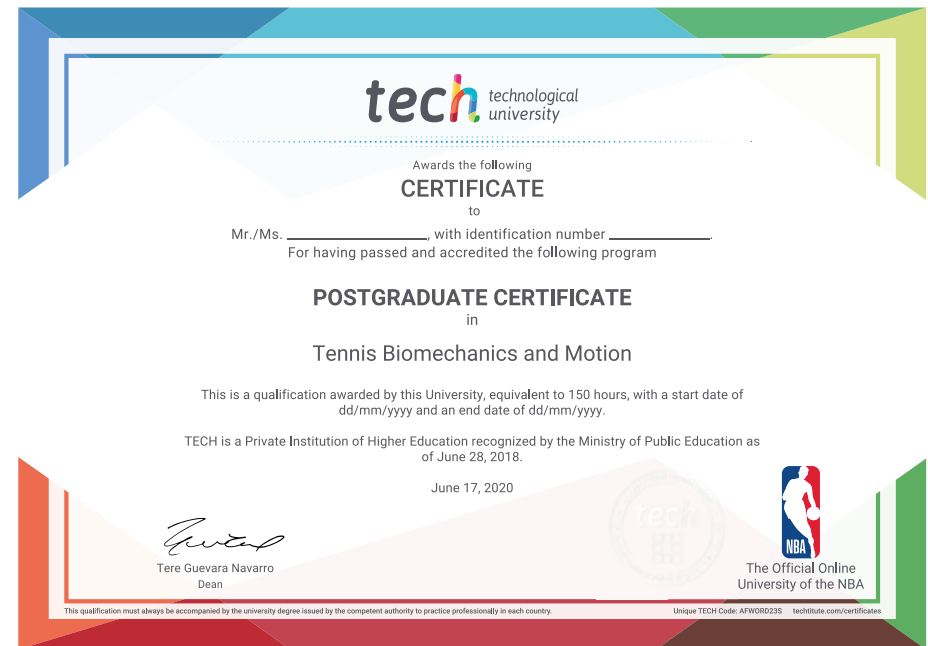 tech technological
university
Awards the following
CERTIFICATE
to
Mr./Ms. ____________________, with identification number ______________.
For having passed and accredited the following program
POSTGRADUATE CERTIFICATE
in
Tennis Biomechanics and Motion
This is a qualification awarded by this University, equivalent to 150 hours, with a start date of
dd/mm/yyyy and an end date of dd/mm/yyyy.
TECH is a Private Institution of Higher Education recognized by the Ministry of Public Education as
of June 28, 2018.
June 17, 2020
tech
NBA
Tere Guevara Navarro
Dean
The Official Online
University of the NBA
This qualification must always be accompanied by the university degree issued by the competent authority to practice professionally in each country.
Unique TECH Code: AFWORD23S techtitute.com/certificates